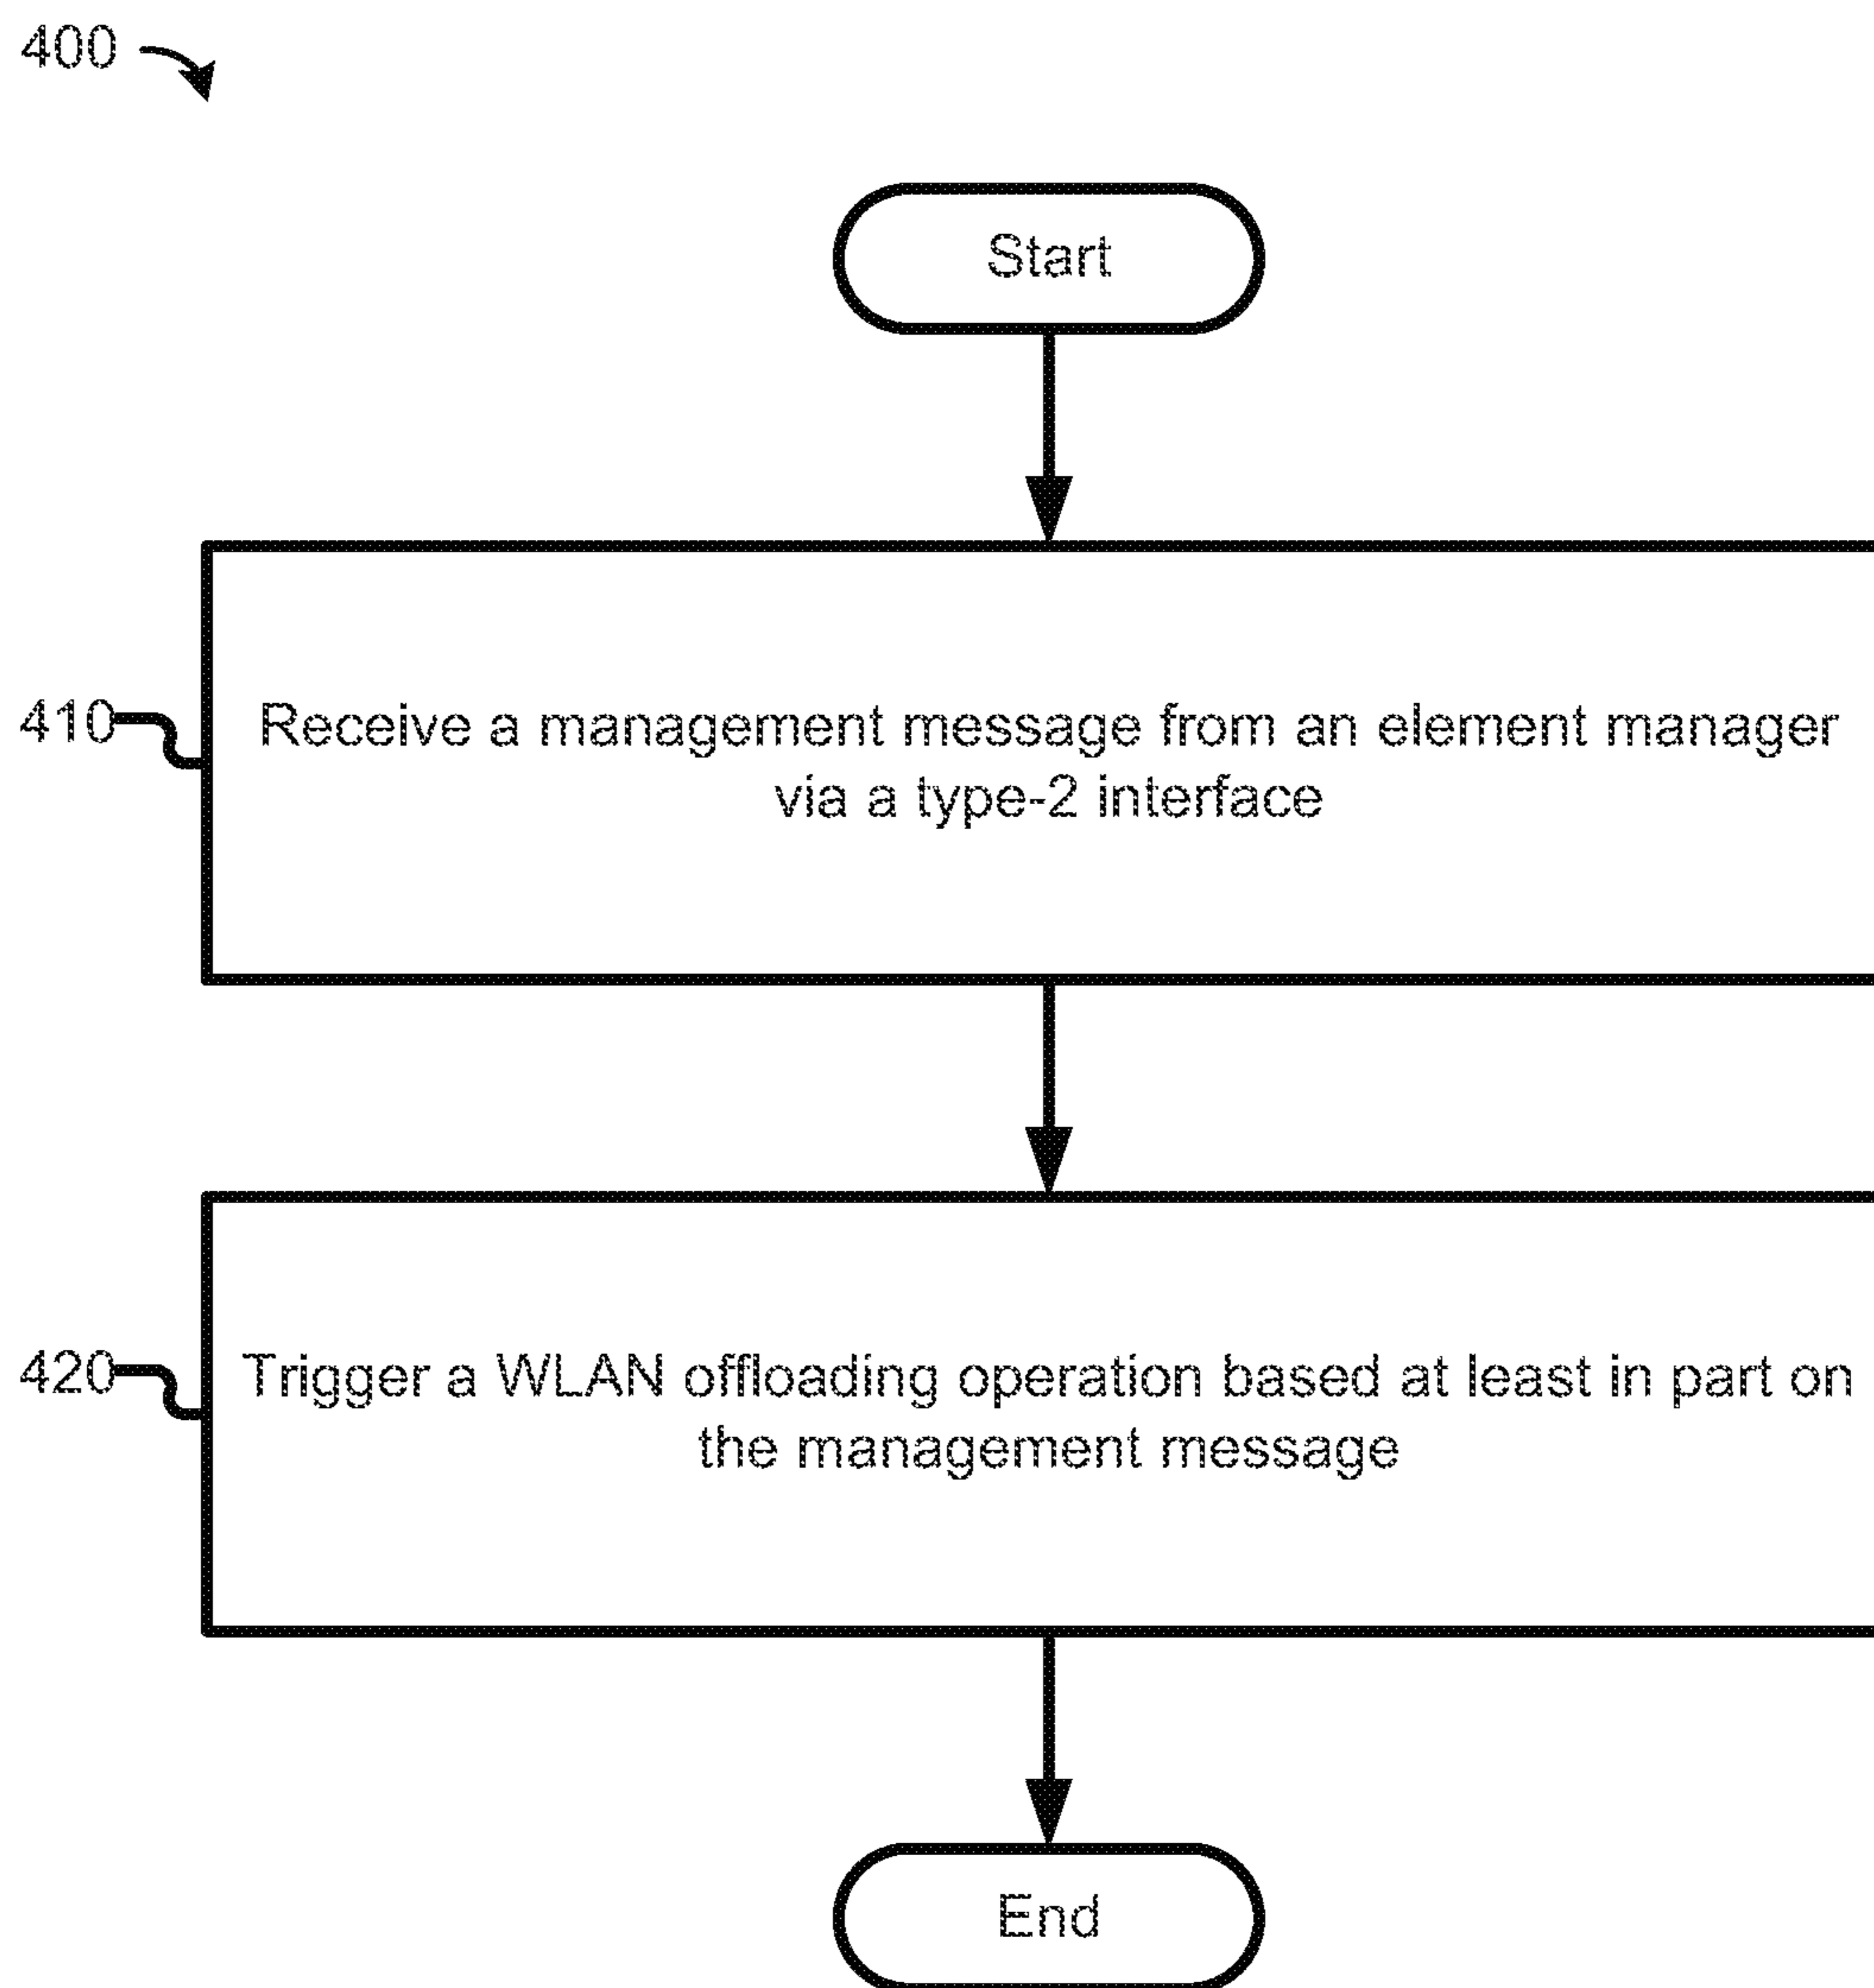 400
Start
410
Receive a management message from an element manager
via a type-2 interface
420
Trigger a WLAN offloading operation based at least in part on
the management message
End